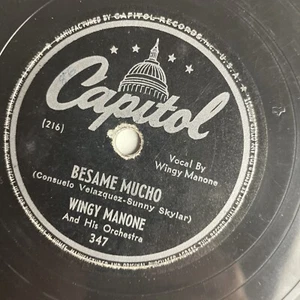 MANUFACTURED BY CAPITOL RECORDS, INC. U.S.A.
Capitol
(216)
Vocal By
Wingy Manone
BESAME MUCHO
(Consuelo Velazquez-Sunny Skylar)
WINGY MANONE
And His Orchestra
347